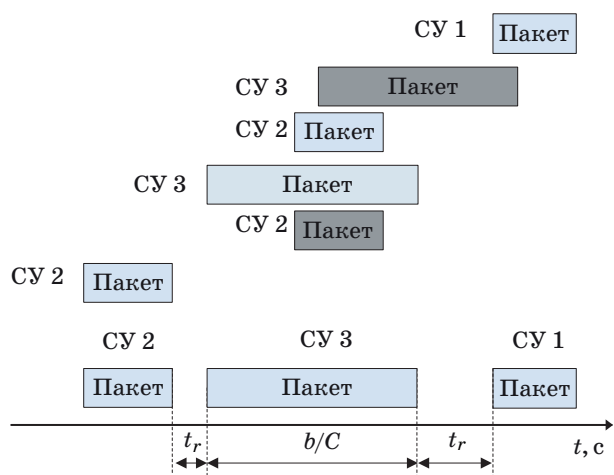 СУ 1 Пакет
СУ 3 Пакет
СУ 2 Пакет
СУ 3 Пакет
СУ 2 Пакет
СУ 2 Пакет
СУ 2 СУ 3 СУ 1
Пакет Пакет Пакет
t_r b/C t_r t, с